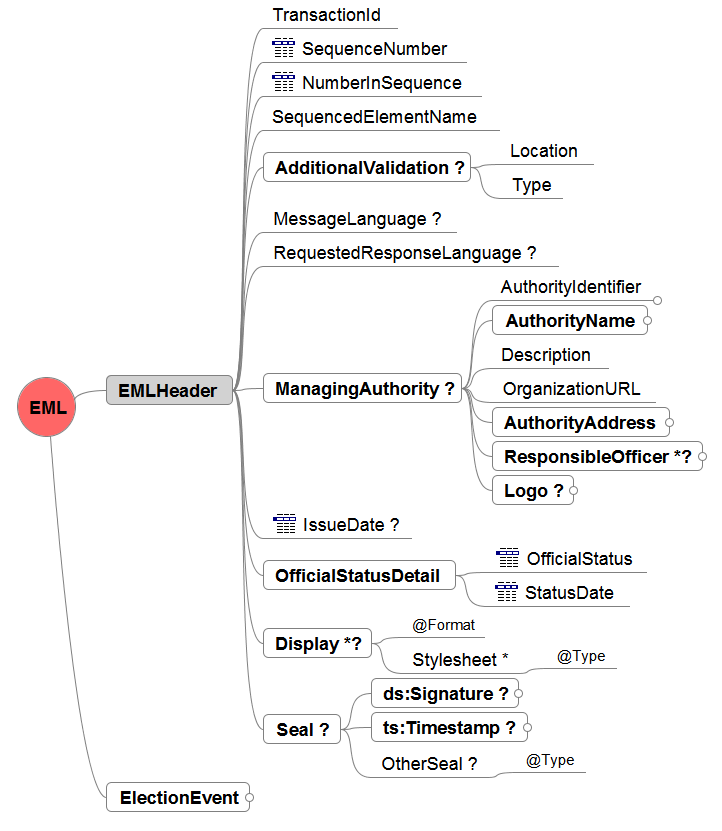 TransactionId
SequenceNumber
NumberInSequence
SequencedElementName
AdditionalValidation ?
Location
Type
MessageLanguage ?
RequestedResponseLanguage ?
AuthorityIdentifier
AuthorityName
Description
OrganizationURL
AuthorityAddress
ResponsibleOfficer *?
Logo ?
ManagingAuthority ?
EMLHeader
EML
IssueDate ?
OfficialStatusDetail
OfficialStatus
StatusDate
Display *?
@Format
Stylesheet *
@Type
Seal ?
ds:Signature ?
ts:Timestamp ?
OtherSeal ?
@Type
ElectionEvent